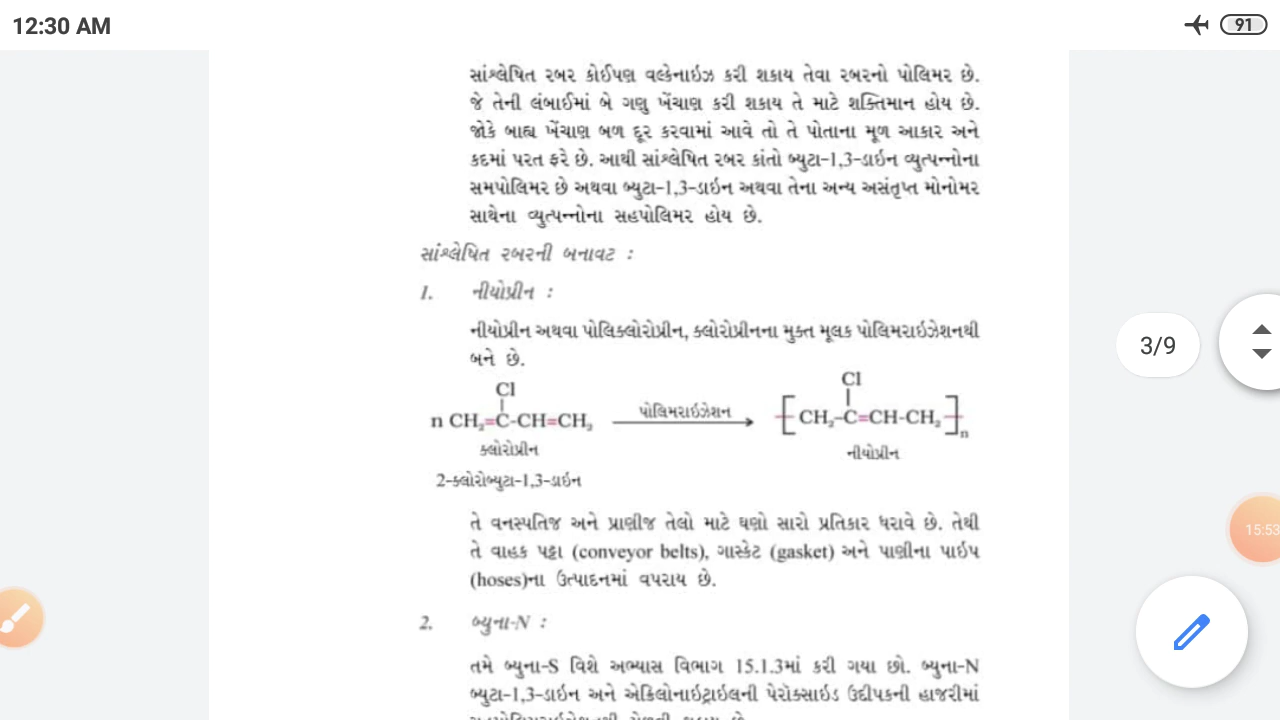 12:30 AM
91
સાંશ્લેષિત રબર કોઈપણ વલ્કેનાઇઝ કરી શકાય તેવા રબરનો પોલિમર છે.
જે તેની લંબાઈમાં બે ગણુ ખેંચાણ કરી શકાય તે માટે શક્તિમાન હોય છે.
જોકે બાહ્ય ખેંચાણ બળ દૂર કરવામાં આવે તો તે પોતાના મૂળ આકાર અને
કદમાં પરત ફરે છે. આથી સાંશ્લેષિત રબર કાંતો બ્યુટા-1,3-ડાઇન વ્યુત્પન્નોના
સમપોલિમર છે અથવા બ્યુટા-1,3-ડાઇન અથવા તેના અન્ય અસંતૃપ્ત મોનોમર
સાથેના વ્યુત્પન્નોના સહપોલિમર હોય છે.
સાંશ્લેષિત રબરની બનાવટ :
1. નીયોપ્રીન :
નીયોપ્રીન અથવા પોલિક્લોરોપ્રીન, ક્લોરોપ્રીનના મુક્ત મૂલક પોલિમરાઇઝેશનથી
બને છે.
3/9
Cl Cl
n CH₂=C-CH=CH₂ પોલિમરાઇઝેશન [CH₂-C=CH-CH₂]n
ક્લોરોપ્રીન નીયોપ્રીન
2-ક્લોરોબ્યુટા-1,3-ડાઇન
તે વનસ્પતિજ અને પ્રાણીજ તેલો માટે ઘણો સારો પ્રતિકાર ધરાવે છે. તેથી
તે વાહક પટ્ટા (conveyor belts), ગાસ્કેટ (gasket) અને પાણીના પાઇપ
(hoses)ના ઉત્પાદનમાં વપરાય છે.
15:53
2. બ્યુના-N :
તમે બ્યુના-S વિશે અભ્યાસ વિભાગ 15.1.3માં કરી ગયા છો. બ્યુના-N
બ્યુટા-1,3-ડાઇન અને એક્રિલોનાઇટ્રાઇલની પેરૉક્સાઇડ ઉદ્દીપકની હાજરીમાં